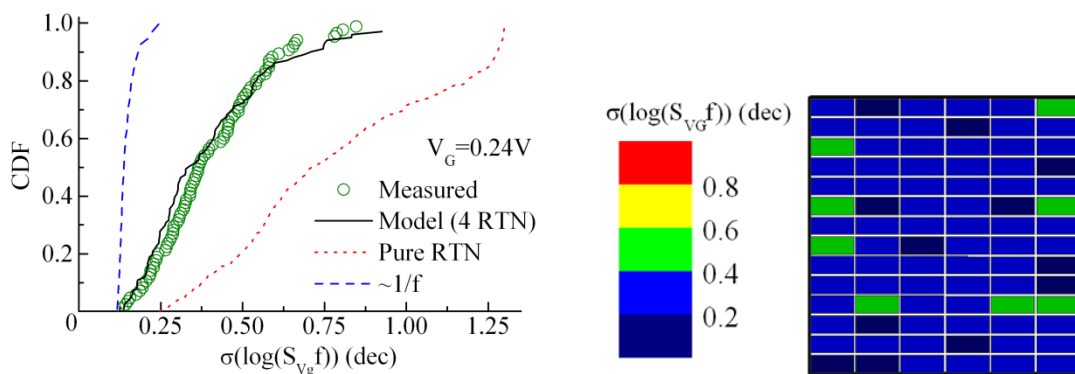 1.0
0.8
0.6
0.4
0.2
0
CDF
V_G=0.24V
Measured
Model (4 RTN)
Pure RTN
~1/f
0 0.25 0.50 0.75 1.00 1.25
σ(log(S_Vg f)) (dec)
σ(log(S_VG f)) (dec)
0.8
0.6
0.4
0.2